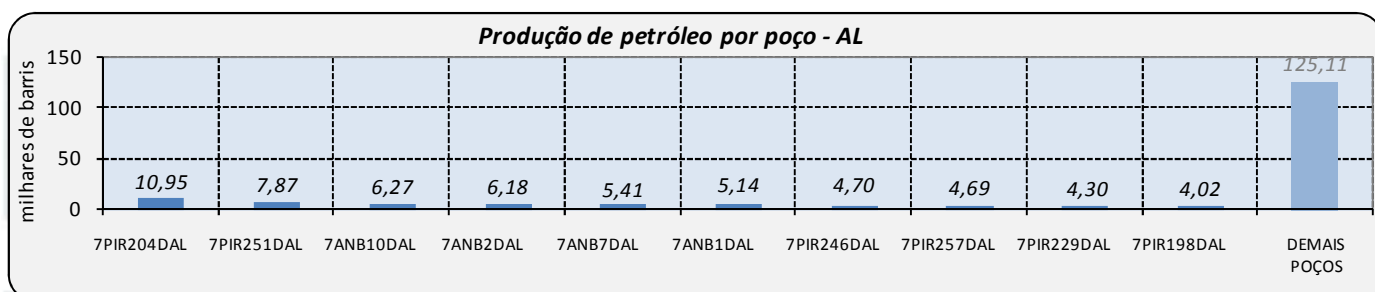 Produção de petróleo por poço - AL
milhares de barris
150
100
50
0
10,95 7,87 6,27 6,18 5,41 5,14 4,70 4,69 4,30 4,02 125,11
7PIR204DAL 7PIR251DAL 7ANB10DAL 7ANB2DAL 7ANB7DAL 7ANB1DAL 7PIR246DAL 7PIR257DAL 7PIR229DAL 7PIR198DAL DEMAIS
POÇOS